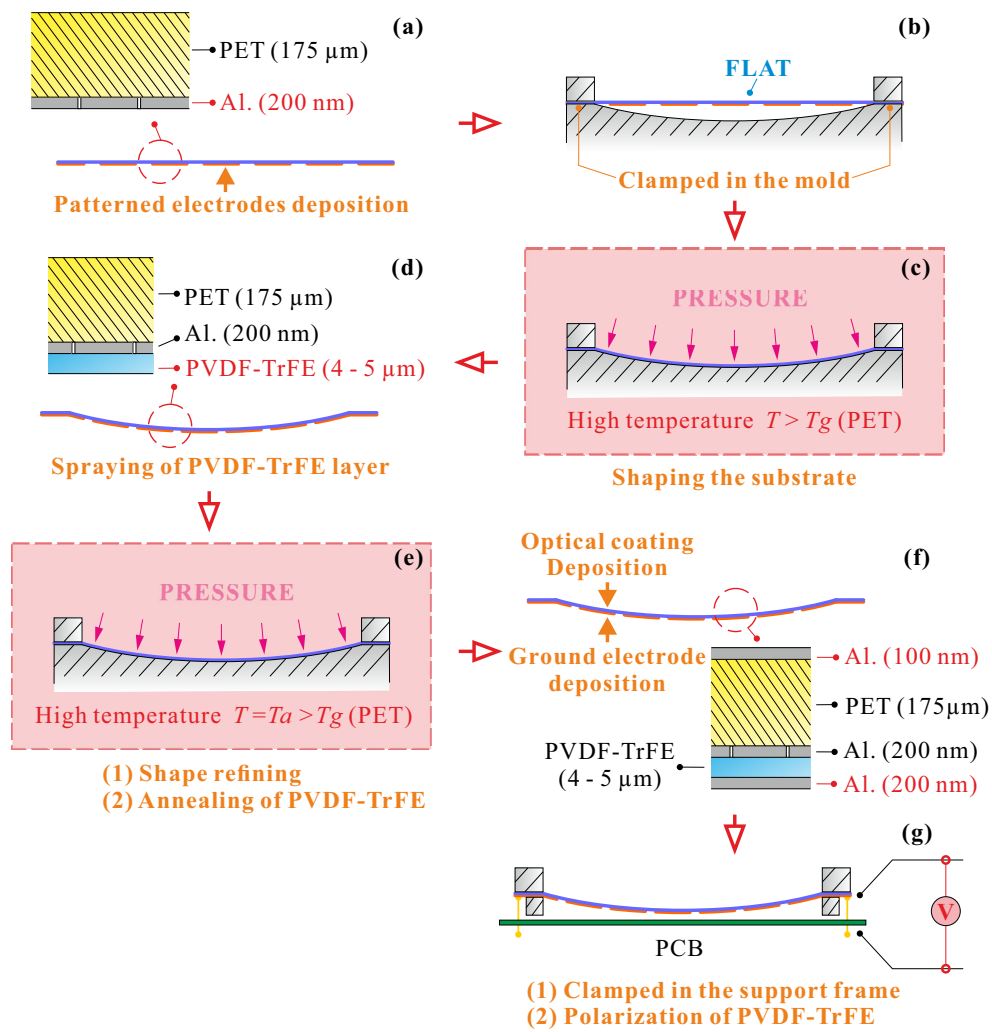 (a)
PET (175 µm)
Al. (200 nm)
Patterned electrodes deposition
(b)
FLAT
Clamped in the mold
(c)
PRESSURE
High temperature T > Tg (PET)
Shaping the substrate
(d)
PET (175 µm)
Al. (200 nm)
PVDF-TrFE (4 - 5 µm)
Spraying of PVDF-TrFE layer
(e)
PRESSURE
High temperature T = Ta > Tg (PET)
(1) Shape refining
(2) Annealing of PVDF-TrFE
(f)
Optical coating
Deposition
Ground electrode
deposition
Al. (100 nm)
PET (175µm)
PVDF-TrFE
(4 - 5 µm)
Al. (200 nm)
Al. (200 nm)
(g)
V
PCB
(1) Clamped in the support frame
(2) Polarization of PVDF-TrFE